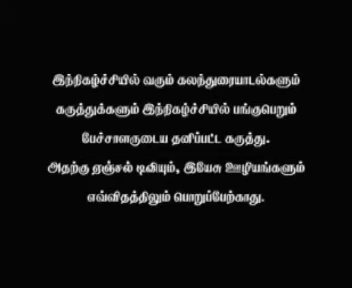 இந்நிகழ்ச்சியில் வரும் கலந்துரையாடல்களும்
கருத்துக்களும் இந்நிகழ்ச்சியில் பங்குபெறும்
பேச்சாளருடைய தனிப்பட்ட கருத்து.
அதற்கு ஏஞ்சல் டிவியும், இயேசு ஊழியங்களும்
எவ்விதத்திலும் பொறுப்பேற்காது.